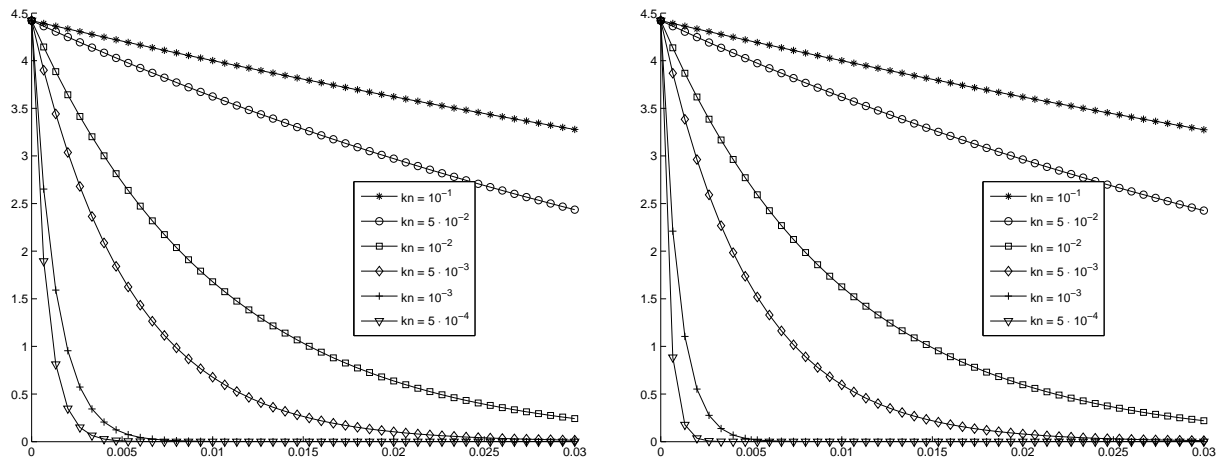 4.5
4
3.5
3
2.5
2
1.5
1
0.5
0
0
0.005
0.01
0.015
0.02
0.025
0.03
kn = 10⁻¹
kn = 5 · 10⁻²
kn = 10⁻²
kn = 5 · 10⁻³
kn = 10⁻³
kn = 5 · 10⁻⁴
4.5
4
3.5
3
2.5
2
1.5
1
0.5
0
0
0.005
0.01
0.015
0.02
0.025
0.03
kn = 10⁻¹
kn = 5 · 10⁻²
kn = 10⁻²
kn = 5 · 10⁻³
kn = 10⁻³
kn = 5 · 10⁻⁴